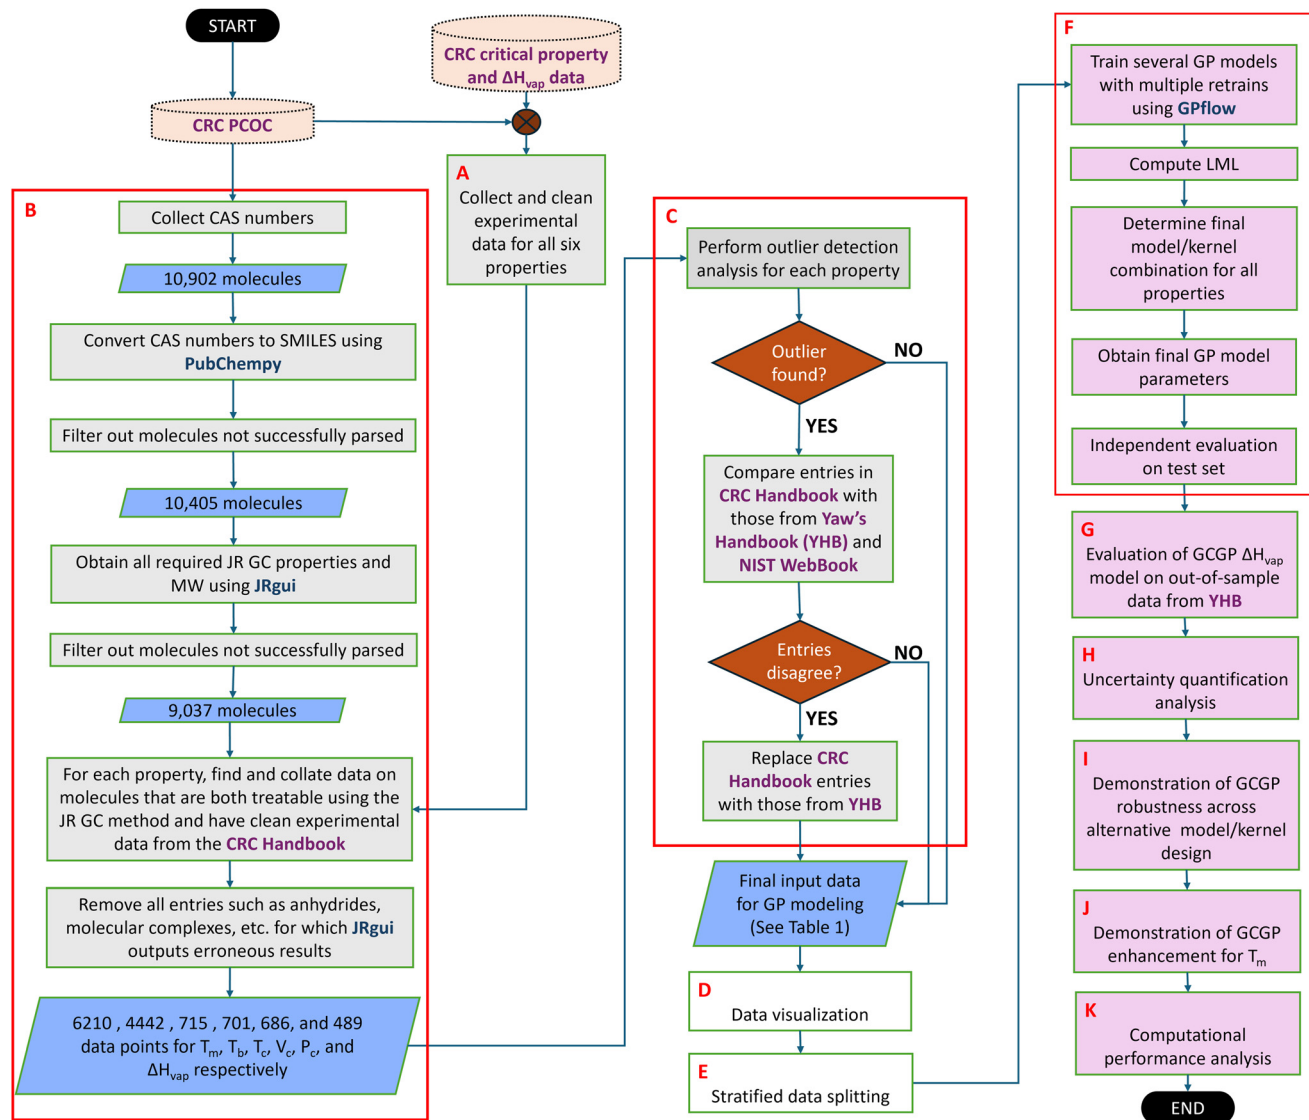 START
CRC critical property
and ΔHvap data
CRC PCOC
A
Collect and clean
experimental
data for all six
properties
B
Collect CAS numbers
10,902 molecules
Convert CAS numbers to SMILES using
PubChempy
Filter out molecules not successfully parsed
10,405 molecules
Obtain all required JR GC properties and
MW using JRgui
Filter out molecules not successfully parsed
9,037 molecules
For each property, find and collate data on
molecules that are both treatable using the
JR GC method and have clean experimental
data from the CRC Handbook
Remove all entries such as anhydrides,
molecular complexes, etc. for which JRgui
outputs erroneous results
6210 , 4442 , 715 , 701, 686, and 489
data points for Tm, Tb, Tc, Vc, Pc, and
ΔHvap respectively
C
Perform outlier detection
analysis for each property
Outlier
found?
NO
YES
Compare entries in
CRC Handbook with
those from Yaw's
Handbook (YHB) and
NIST WebBook
Entries
disagree?
NO
YES
Replace CRC
Handbook entries
with those from YHB
Final input data
for GP modeling
(See Table 1)
D
Data visualization
E
Stratified data splitting
F
Train several GP models
with multiple retrains
using GPflow
Compute LML
Determine final
model/kernel
combination for all
properties
Obtain final GP model
parameters
Independent evaluation
on test set
G
Evaluation of GCGP ΔHvap
model on out-of-sample
data from YHB
H
Uncertainty quantification
analysis
I
Demonstration of GCGP
robustness across
alternative model/kernel
design
J
Demonstration of GCGP
enhancement for Tm
K
Computational
performance analysis
END